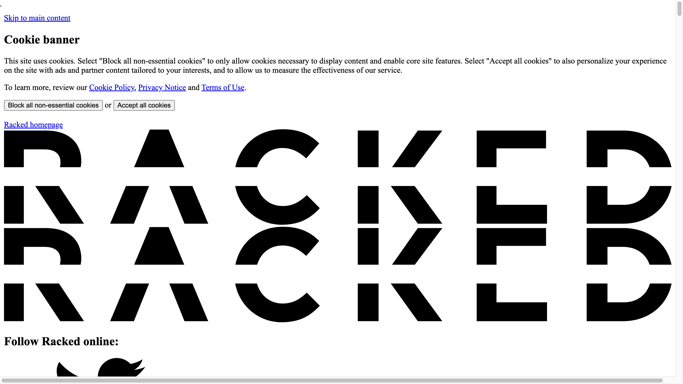 Skip to main content
Cookie banner
This site uses cookies. Select "Block all non-essential cookies" to only allow cookies necessary to display content and enable core site features. Select "Accept all cookies" to also personalize your experience
on the site with ads and partner content tailored to your interests, and to allow us to measure the effectiveness of our service.
To learn more, review our Cookie Policy, Privacy Notice and Terms of Use.
Block all non-essential cookies or Accept all cookies
Racked homepage
RACKED
RACKED
Follow Racked online: